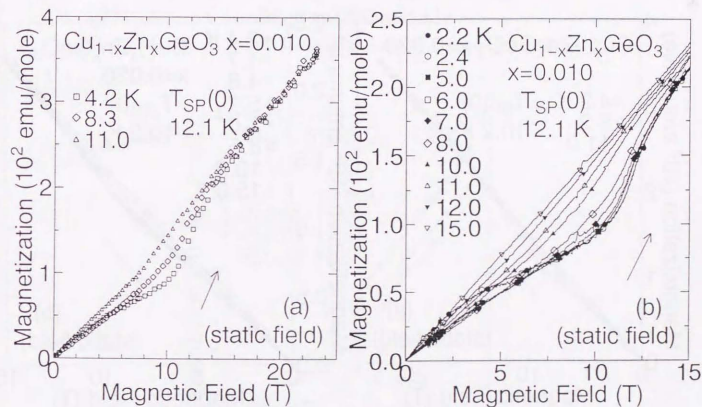 Cu1-xZnxGeO3 x=0.010
□ 4.2 K
◇ 8.3
△ 11.0
TSP(0)
12.1 K
(a)
(static field)
Magnetization (10² emu/mole)
0
1
2
3
4
0
10
20
Magnetic Field (T)
Cu1-xZnxGeO3
x=0.010
TSP(0)
12.1 K
2.2 K
2.4
5.0
6.0
7.0
8.0
10.0
11.0
12.0
15.0
(b)
(static field)
Magnetization (10² emu/mole)
0.0
0.5
1.0
1.5
2.0
2.5
0
5
10
15
Magnetic Field (T)